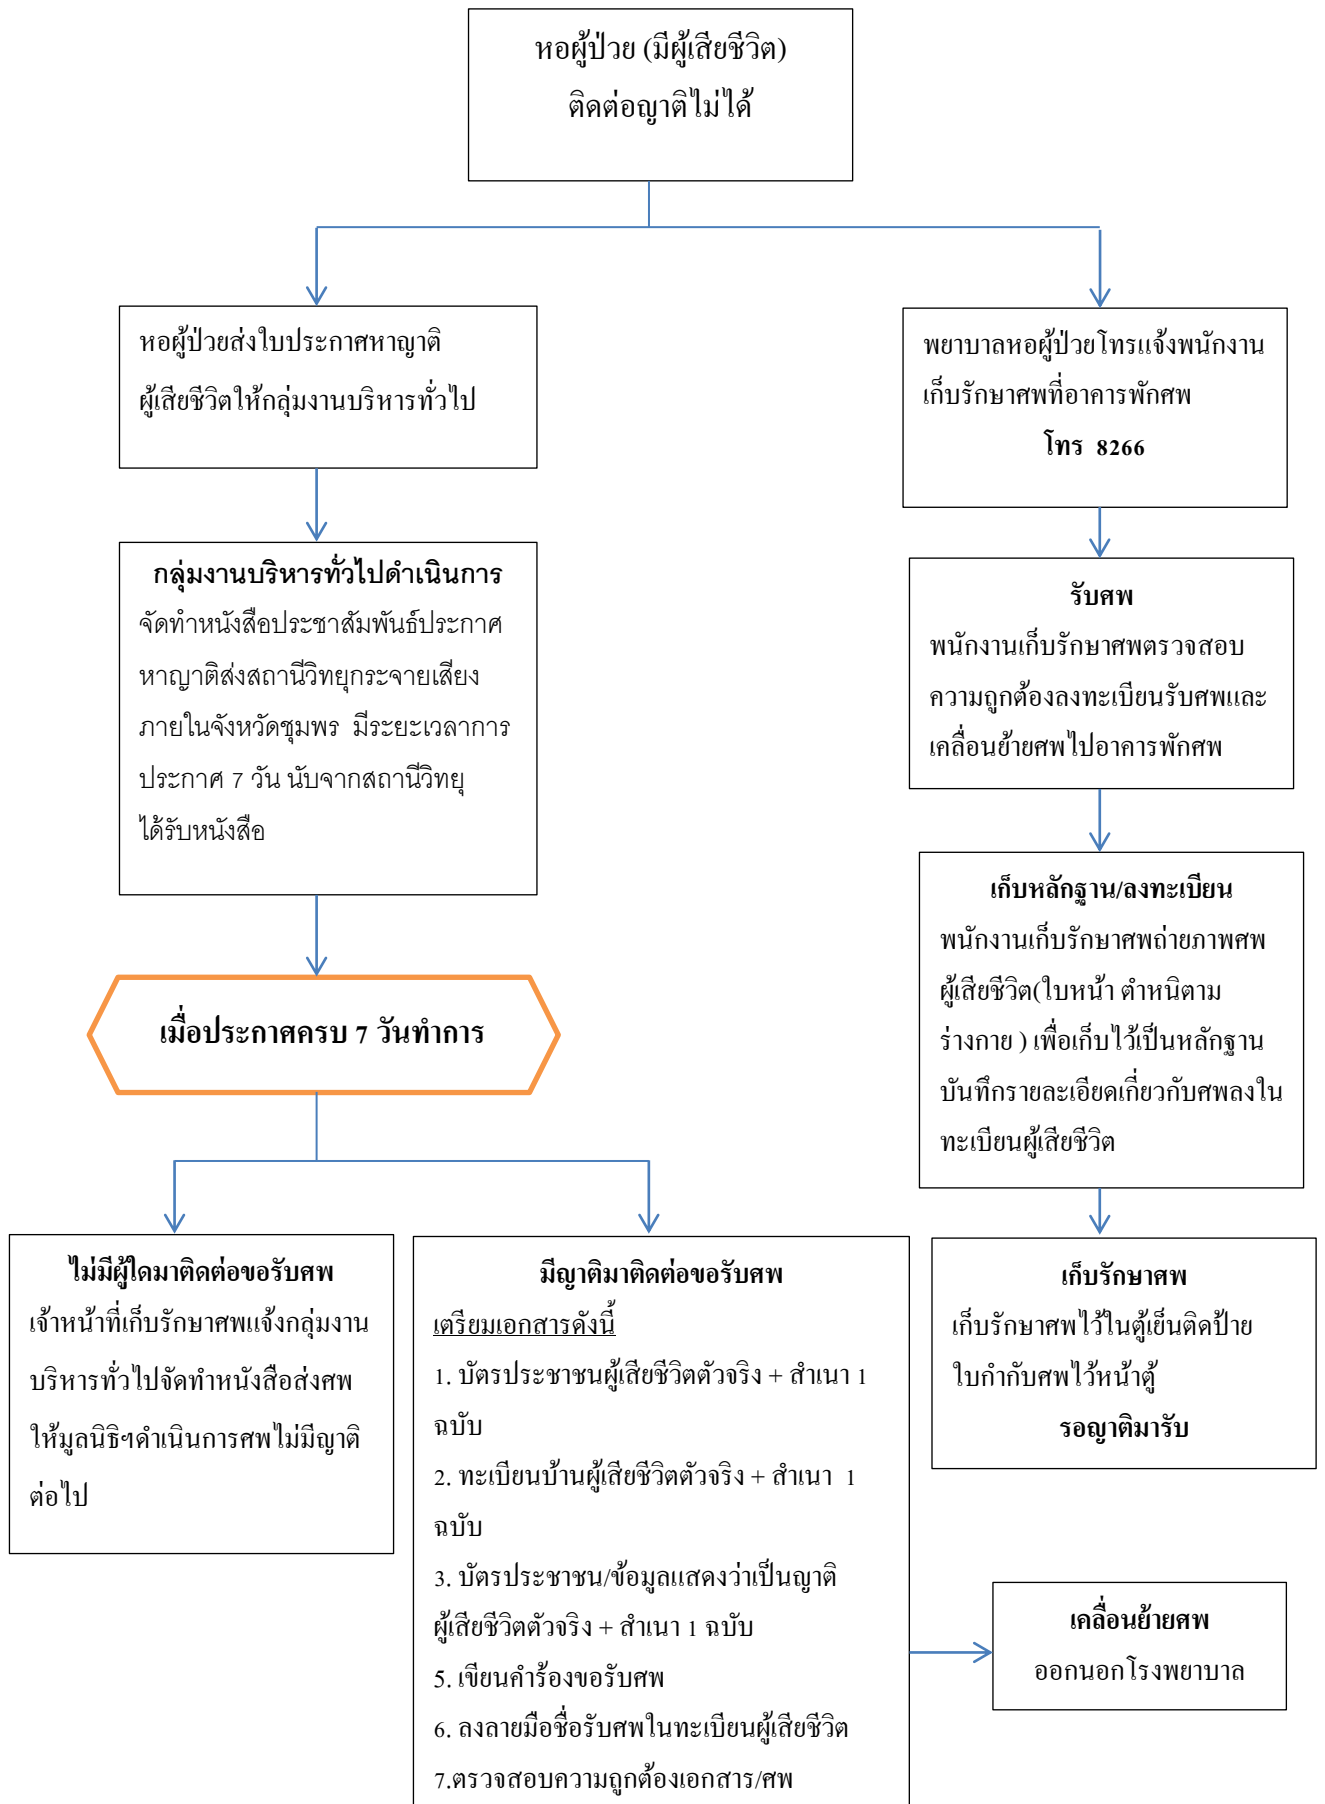 หอผู้ป่วย (มีผู้เสียชีวิต)
ติดต่อญาติไม่ได้
หอผู้ป่วยส่งใบประกาศหาญาติ
ผู้เสียชีวิตให้กลุ่มงานบริหารทั่วไป
พยาบาลหอผู้ป่วยโทรแจ้งพนักงาน
เก็บรักษาศพที่อาคารพักศพ
โทร 8266
กลุ่มงานบริหารทั่วไปดำเนินการ
จัดทำหนังสือประชาสัมพันธ์ประกาศ
หาญาติส่งสถานีวิทยุกระจายเสียง
ภายในจังหวัดชุมพร มีระยะเวลาการ
ประกาศ 7 วัน นับจากสถานีวิทยุ
ได้รับหนังสือ
รับศพ
พนักงานเก็บรักษาศพตรวจสอบ
ความถูกต้องลงทะเบียนรับศพและ
เคลื่อนย้ายศพไปอาคารพักศพ
เก็บหลักฐาน/ลงทะเบียน
พนักงานเก็บรักษาศพถ่ายภาพศพ
ผู้เสียชีวิต(ใบหน้า ตำหนิตาม
ร่างกาย ) เพื่อเก็บไว้เป็นหลักฐาน
บันทึกรายละเอียดเกี่ยวกับศพลงใน
ทะเบียนผู้เสียชีวิต
เมื่อประกาศครบ 7 วันทำการ
ไม่มีผู้ใดมาติดต่อขอรับศพ
เจ้าหน้าที่เก็บรักษาศพแจ้งกลุ่มงาน
บริหารทั่วไปจัดทำหนังสือส่งศพ
ให้มูลนิธิฯดำเนินการศพไม่มีญาติ
ต่อไป
มีญาติมาติดต่อขอรับศพ
เตรียมเอกสารดังนี้
1. บัตรประชาชนผู้เสียชีวิตตัวจริง + สำเนา 1
ฉบับ
2. ทะเบียนบ้านผู้เสียชีวิตตัวจริง + สำเนา 1
ฉบับ
3. บัตรประชาชน/ข้อมูลแสดงว่าเป็นญาติ
ผู้เสียชีวิตตัวจริง + สำเนา 1 ฉบับ
5. เขียนคำร้องขอรับศพ
6. ลงลายมือชื่อรับศพในทะเบียนผู้เสียชีวิต
7.ตรวจสอบความถูกต้องเอกสาร/ศพ
เก็บรักษาศพ
เก็บรักษาศพไว้ในตู้เย็นติดป้าย
ใบกำกับศพไว้หน้าตู้
รอญาติมารับ
เคลื่อนย้ายศพ
ออกนอกโรงพยาบาล